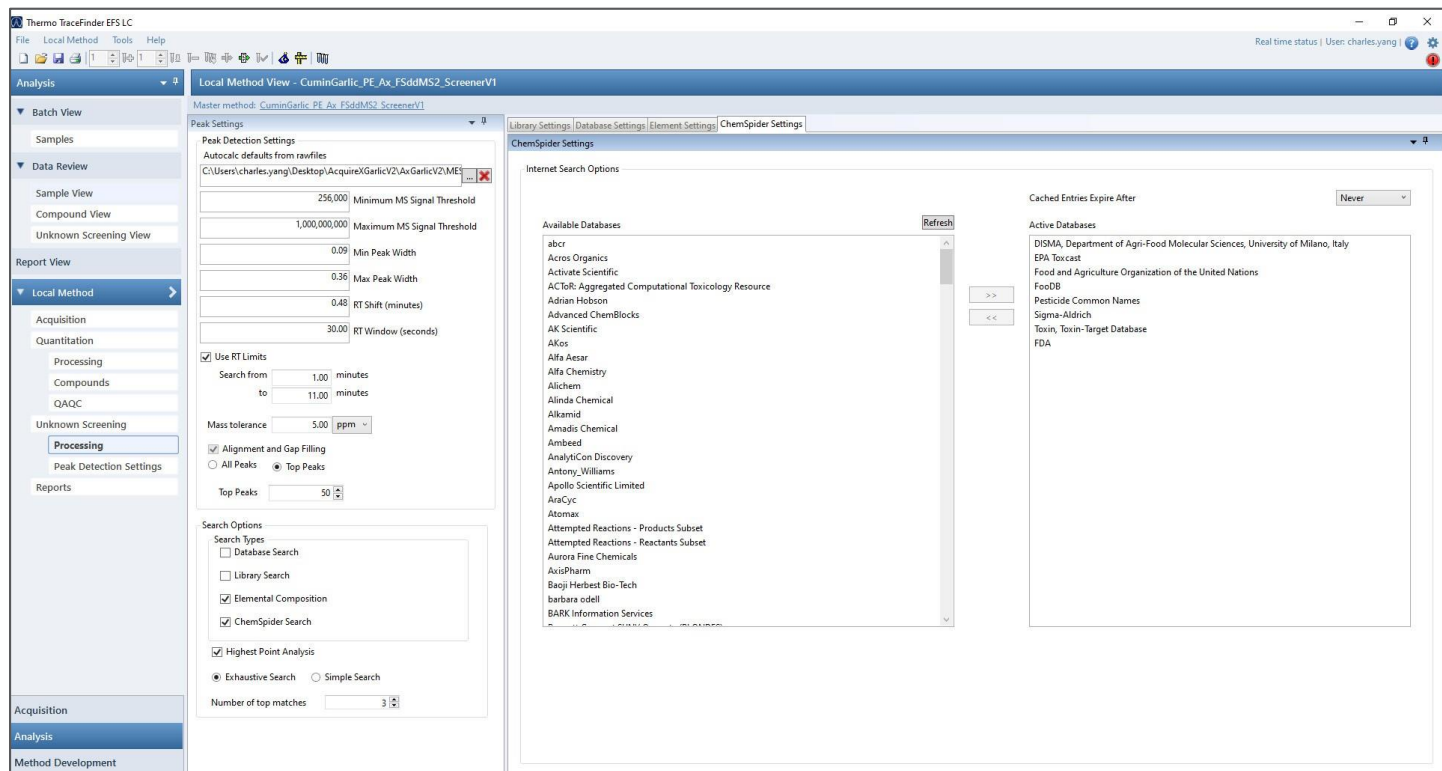 Thermo TraceFinder EFS LC
File Local Method Tools Help
Real time status | User: charles.yang |
1 1
Analysis
Local Method View - CuminGarlic_PE_Ax_FSddMS2_ScreenerV1
Batch View
Samples
Data Review
Sample View
Compound View
Unknown Screening View
Report View
Local Method
Acquisition
Quantitation
Processing
Compounds
QAQC
Unknown Screening
Processing
Peak Detection Settings
Reports
Acquisition
Analysis
Method Development
Master method: CuminGarlic_PE_Ax_FSddMS2_ScreenerV1
Peak Settings
Peak Detection Settings
Autocalc defaults from rawfiles
C:\Users\charles.yang\Desktop\AcquireXGarlicV2\AxGarlicV2\MES ...
256,000 Minimum MS Signal Threshold
1,000,000,000 Maximum MS Signal Threshold
0.09 Min Peak Width
0.36 Max Peak Width
0.48 RT Shift (minutes)
30.00 RT Window (seconds)
Use RT Limits
Search from 1.00 minutes
to 11.00 minutes
Mass tolerance 5.00 ppm
Alignment and Gap Filling
All Peaks Top Peaks
Top Peaks 50
Search Options
Search Types
Database Search
Library Search
Elemental Composition
ChemSpider Search
Highest Point Analysis
Exhaustive Search Simple Search
Number of top matches 3
Library Settings Database Settings Element Settings ChemSpider Settings
ChemSpider Settings
Internet Search Options
Cached Entries Expire After Never
Available Databases Refresh
abcr
Acros Organics
Activate Scientific
ACToR: Aggregated Computational Toxicology Resource
Adrian Hobson
Advanced ChemBlocks
AK Scientific
AKos
Alfa Aesar
Alfa Chemistry
Alichem
Alinda Chemical
Alkamid
Amadis Chemical
Ambeed
AnalytiCon Discovery
Antony_Williams
Apollo Scientific Limited
AraCyc
Atomax
Attempted Reactions - Products Subset
Attempted Reactions - Reactants Subset
Aurora Fine Chemicals
AxisPharm
Baoji Herbest Bio-Tech
barbara odell
BARK Information Services
>>
<<
Active Databases
DISMA, Department of Agri-Food Molecular Sciences, University of Milano, Italy
EPA Toxcast
Food and Agriculture Organization of the United Nations
FooDB
Pesticide Common Names
Sigma-Aldrich
Toxin, Toxin-Target Database
FDA